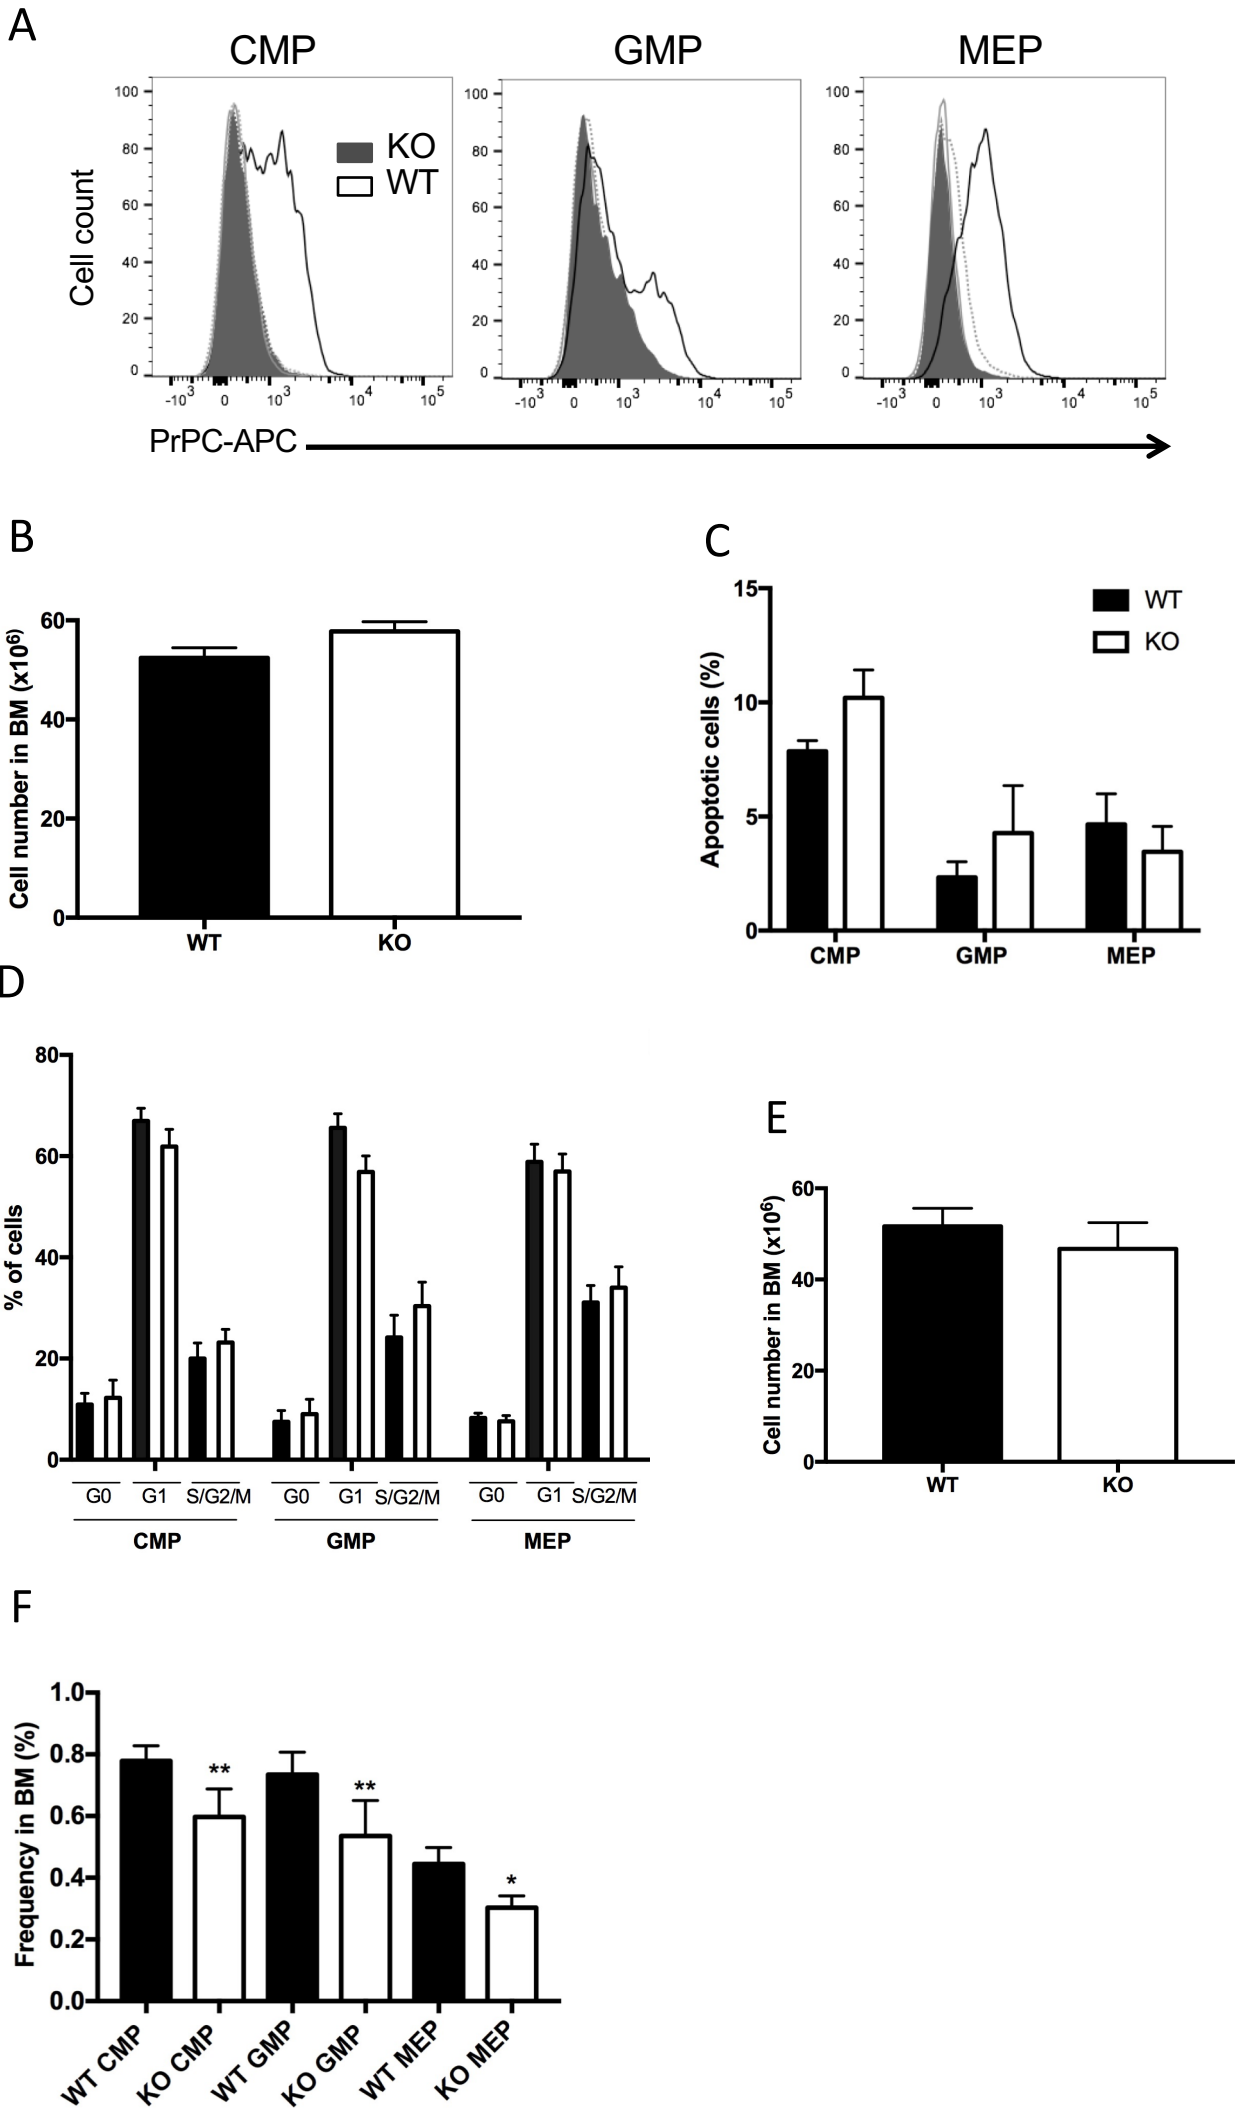 A
CMP GMP MEP
KO
WT
Cell count
100 80 60 40 20 0
100 80 60 40 20 0
100 80 60 40 20 0
-10³ 0 10³ 10⁴ 10⁵
-10³ 0 10³ 10⁴ 10⁵
-10³ 0 10³ 10⁴ 10⁵
PrPC-APC
B
Cell number in BM (x10⁶)
60
40
20
0
WT KO
C
Apoptotic cells (%)
15
10
5
0
WT
KO
CMP GMP MEP
D
% of cells
80
60
40
20
0
G0 G1 S/G2/M G0 G1 S/G2/M G0 G1 S/G2/M
CMP GMP MEP
E
Cell number in BM (x10⁶)
60
40
20
0
WT KO
F
Frequency in BM (%)
1.0
0.8
0.6
0.4
0.2
0.0
** ** *
WT CMP KO CMP WT GMP KO GMP WT MEP KO MEP